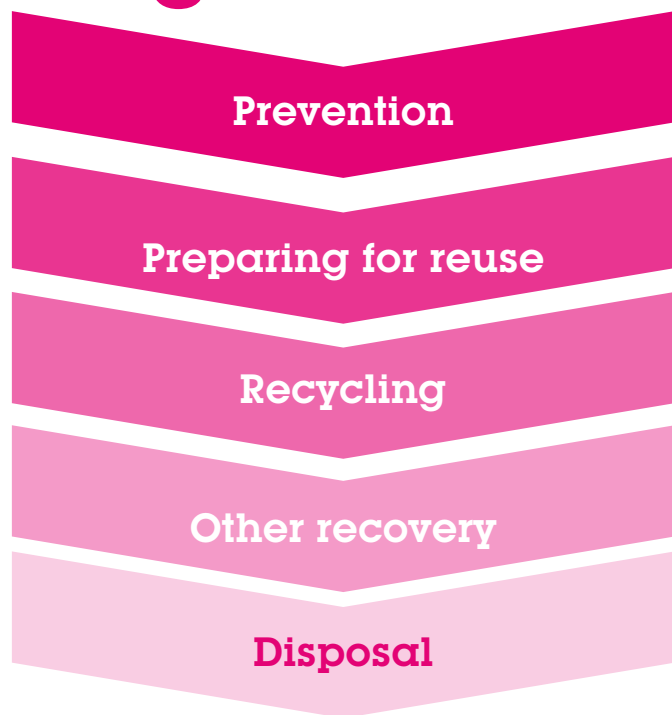 Prevention
Preparing for reuse
Recycling
Other recovery
Disposal